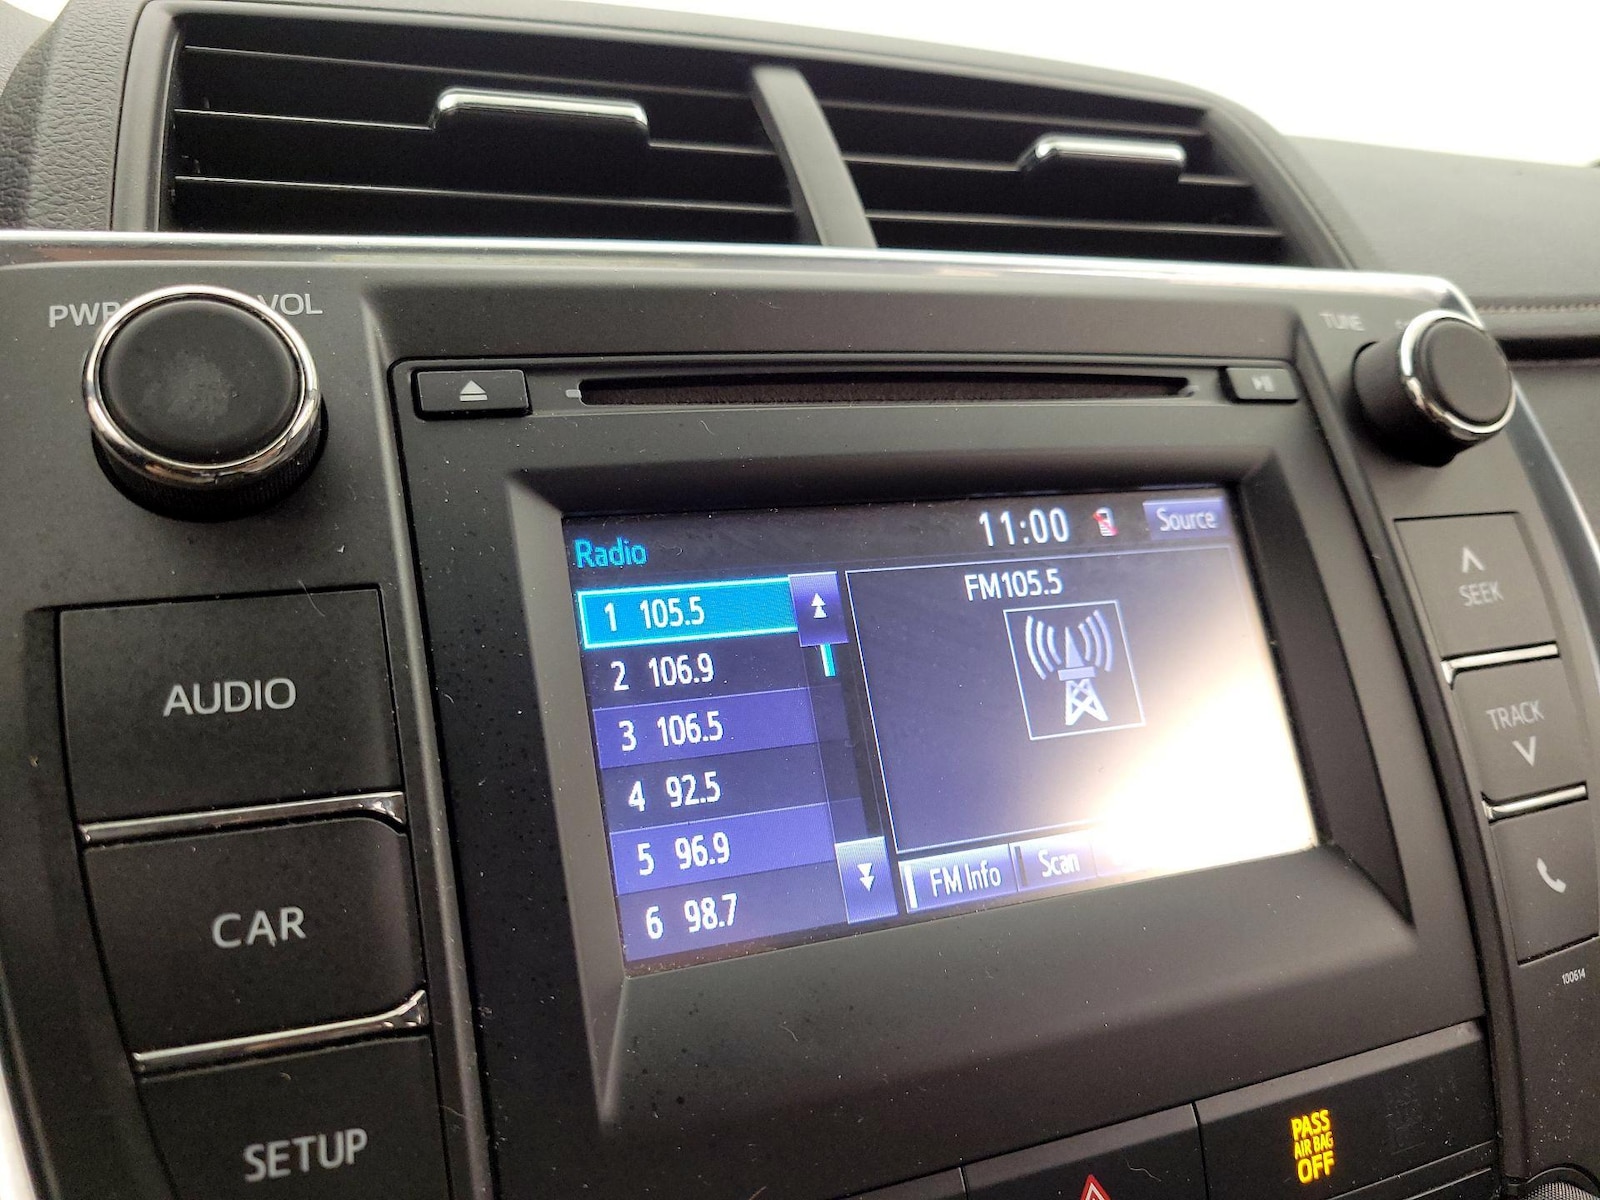 PWR VOL
TUNE
11:00 Source
Radio
FM105.5
1 105.5
2 106.9
3 106.5
4 92.5
5 96.9
6 98.7
FM Info Scan
AUDIO
CAR
SETUP
SEEK
TRACK
100614
PASS
AIR BAG
OFF